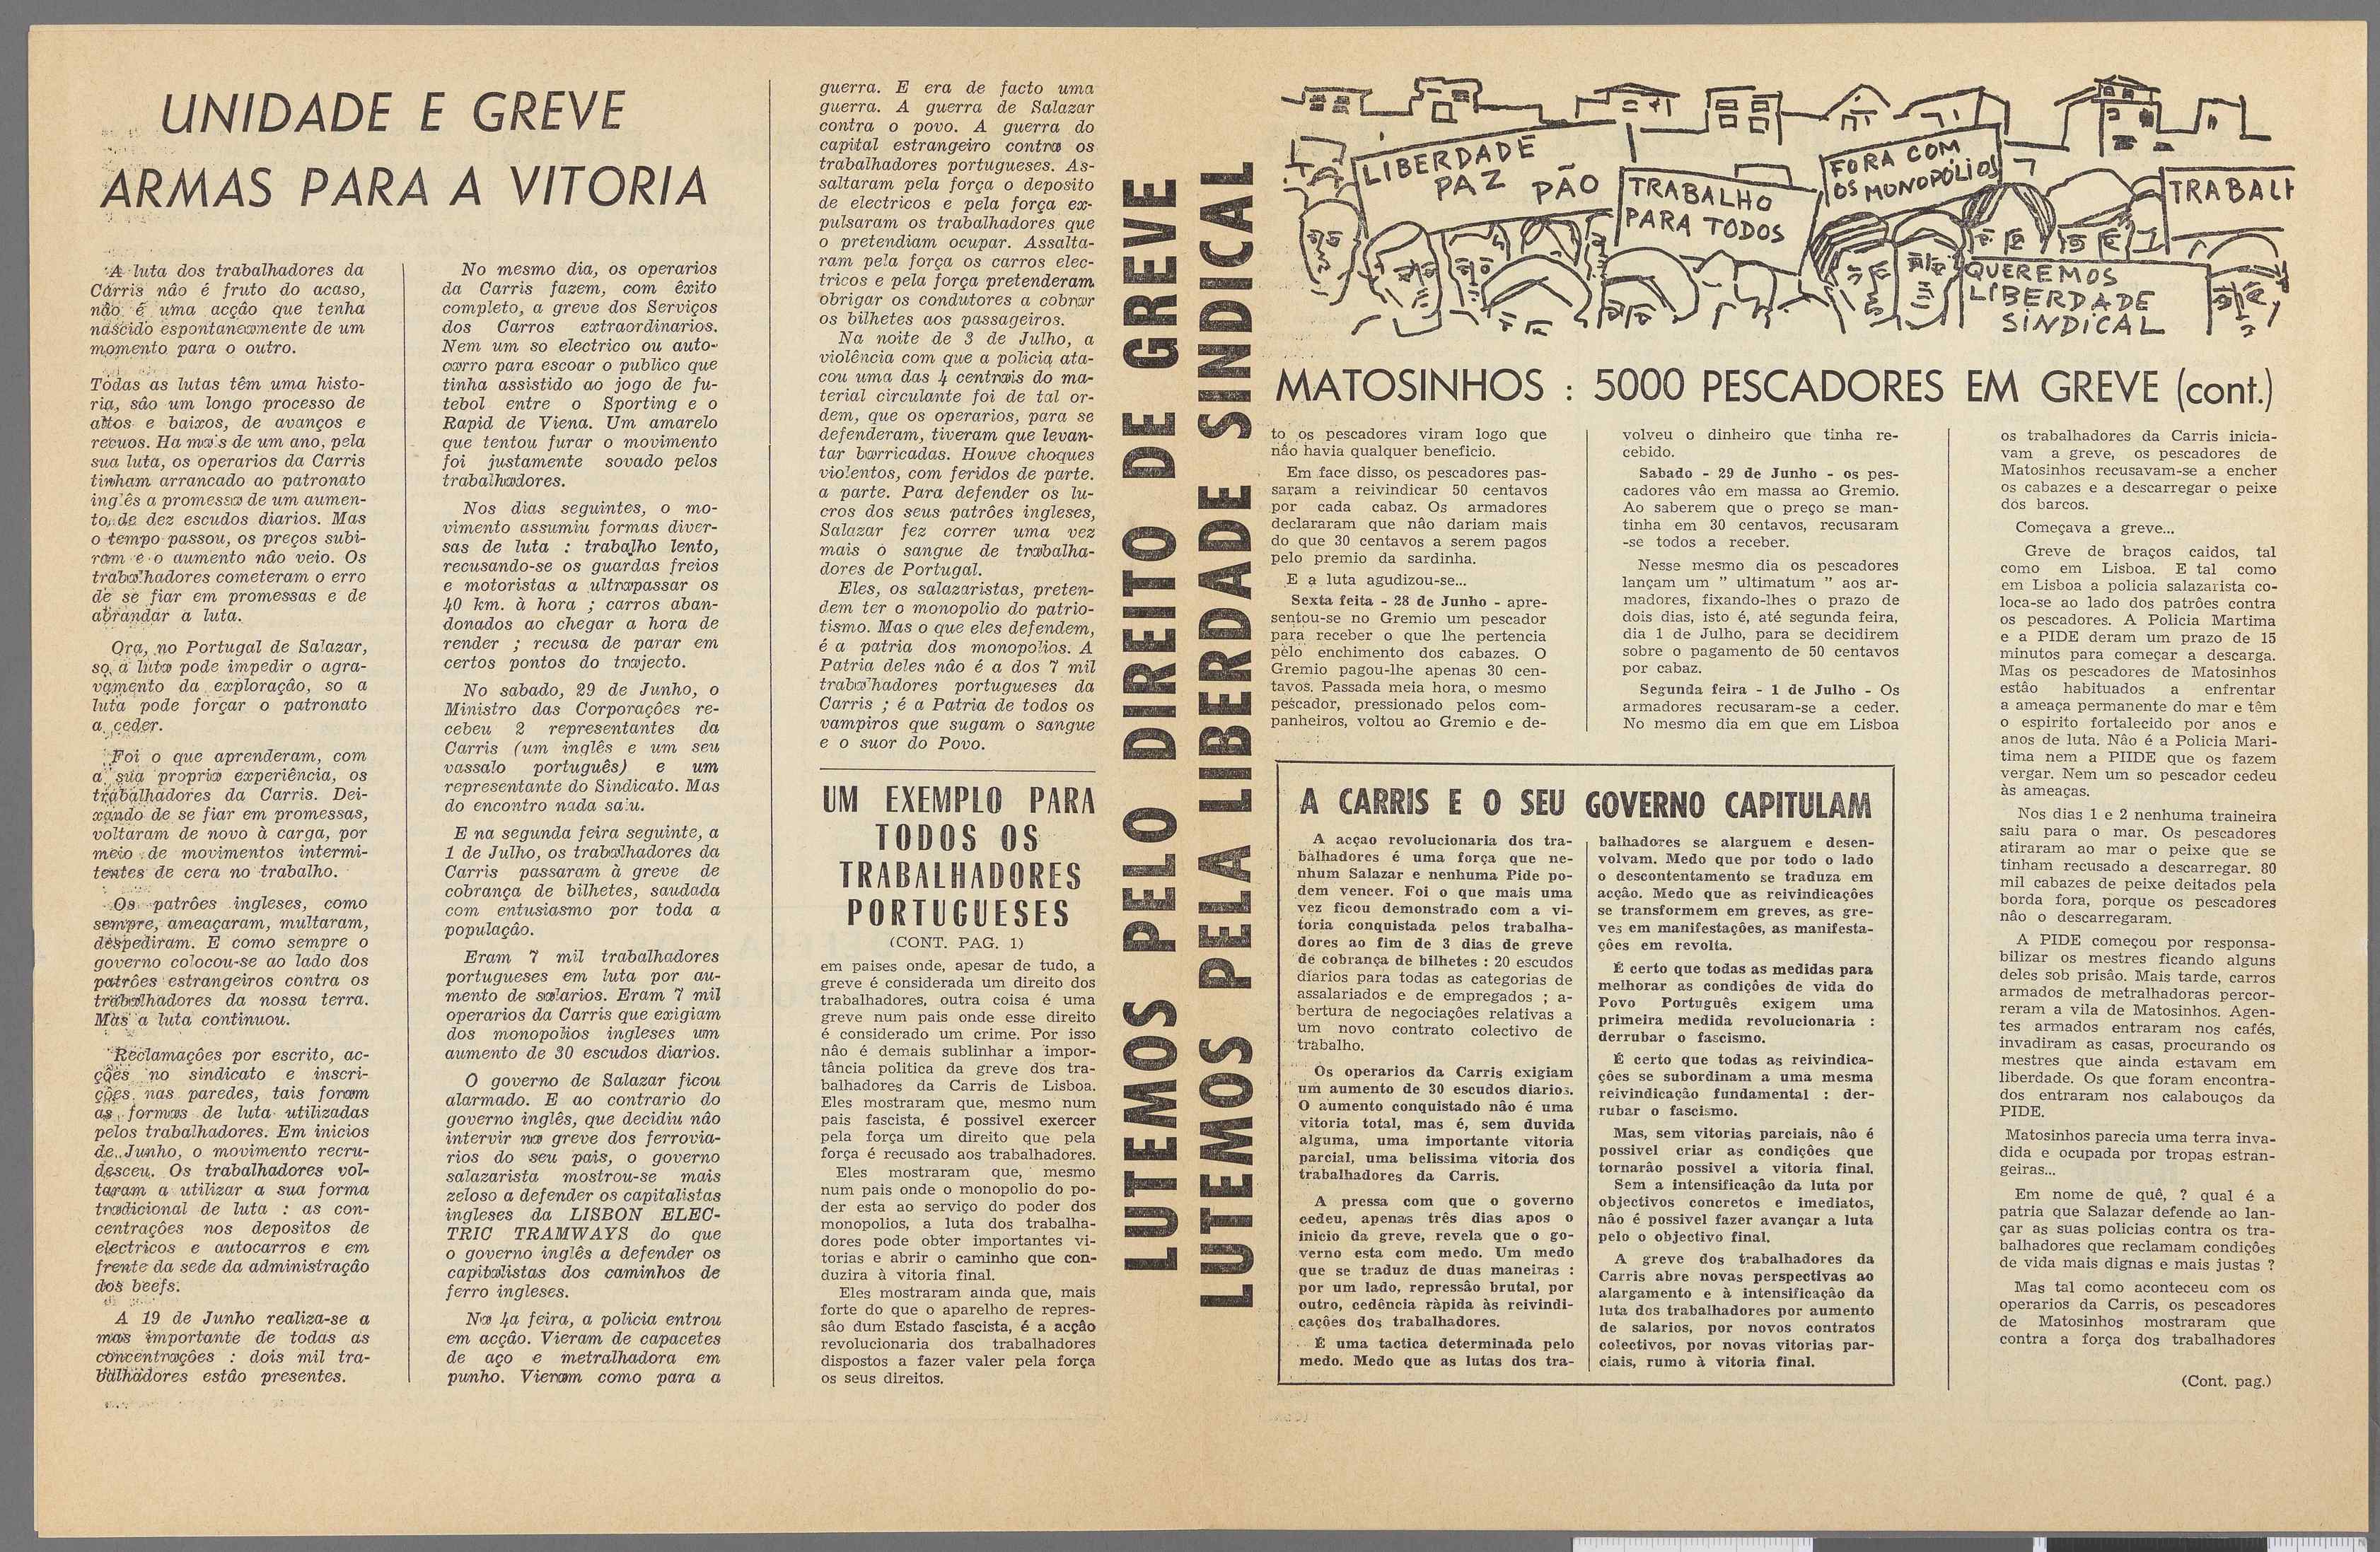 UNIDADE E GREVE
ARMAS PARA A VITORIA
A luta dos trabalhadores da
Carris não é fruto do acaso,
não é uma acção que tenha
nascido espontaneamente de um
momento para o outro.
Todas as lutas têm uma histo-
ria, são um longo processo de
altos e baixos, de avanços e
recuos. Ha mais de um ano, pela
sua luta, os operarios da Carris
tinham arrancado ao patronato
inglês a promessa de um aumen-
to de dez escudos diarios. Mas
o tempo passou, os preços subi-
ram e o aumento não veio. Os
trabalhadores cometeram o erro
de se fiar em promessas e de
abrandar a luta.
Ora, no Portugal de Salazar,
so a luta pode impedir o agra-
vamento da exploração, so a
luta pode forçar o patronato
a ceder.
Foi o que aprenderam, com
a sua propria experiência, os
trabalhadores da Carris. Dei-
xando de se fiar em promessas,
voltaram de novo à carga, por
meio de movimentos intermi-
tentes de cera no trabalho.
Os patrões ingleses, como
sempre, ameaçaram, multaram,
despediram. E como sempre o
governo colocou-se ao lado dos
patrões estrangeiros contra os
trabalhadores da nossa terra.
Mas a luta continuou.
Reclamações por escrito, ac-
ções no sindicato e inscri-
ções nas paredes, tais foram
as formas de luta utilizadas
pelos trabalhadores. Em inicios
de Junho, o movimento recru-
desceu. Os trabalhadores vol-
taram a utilizar a sua forma
tradicional de luta : as con-
centrações nos depositos de
electricos e autocarros e em
frente da sede da administração
dos beefs.
A 19 de Junho realiza-se a
mas importante de todas as
concentrações : dois mil tra-
balhadores estão presentes.
No mesmo dia, os operarios
da Carris fazem, com êxito
completo, a greve dos Serviços
dos Carros extraordinarios.
Nem um so electrico ou auto-
carro para escoar o publico que
tinha assistido ao jogo de fu-
tebol entre o Sporting e o
Rapid de Viena. Um amarelo
que tentou furar o movimento
foi justamente sovado pelos
trabalhadores.
Nos dias seguintes, o mo-
vimento assumiu formas diver-
sas de luta : trabalho lento,
recusando-se os guardas freios
e motoristas a ultrapassar os
40 km. à hora ; carros aban-
donados ao chegar a hora de
render ; recusa de parar em
certos pontos do trajecto.
No sabado, 29 de Junho, o
Ministro das Corporações re-
cebeu 2 representantes da
Carris (um inglês e um seu
vassalo português) e um
representante do Sindicato. Mas
do encontro nada saiu.
E na segunda feira seguinte, a
1 de Julho, os trabalhadores da
Carris passaram à greve de
cobrança de bilhetes, saudada
com entusiasmo por toda a
população.
Eram 7 mil trabalhadores
portugueses em luta por au-
mento de salarios. Eram 7 mil
operarios da Carris que exigiam
dos monopolios ingleses um
aumento de 30 escudos diarios.
O governo de Salazar ficou
alarmado. E ao contrario do
governo inglês, que decidiu não
intervir na greve dos ferrovia-
rios do seu pais, o governo
salazarista mostrou-se mais
zeloso a defender os capitalistas
ingleses da LISBON ELEC-
TRIC TRAMWAYS do que
o governo inglês a defender os
capitalistas dos caminhos de
ferro ingleses.
Na 4a feira, a policia entrou
em acção. Vieram de capacetes
de aço e metralhadora em
punho. Vieram como para a
guerra. E era de facto uma
guerra. A guerra de Salazar
contra o povo. A guerra do
capital estrangeiro contra os
trabalhadores portugueses. As-
saltaram pela força o deposito
de electricos e pela força ex-
pulsaram os trabalhadores que
o pretendiam ocupar. Assalta-
ram pela força os carros elec-
tricos e pela força pretenderam
obrigar os condutores a cobrar
os bilhetes aos passageiros.
Na noite de 3 de Julho, a
violência com que a policia ata-
cou uma das 4 centrais do ma-
terial circulante foi de tal or-
dem, que os operarios, para se
defenderam, tiveram que levan-
tar barricadas. Houve choques
violentos, com feridos de parte.
a parte. Para defender os lu-
cros dos seus patrões ingleses,
Salazar fez correr uma vez
mais o sangue de trabalha-
dores de Portugal.
Eles, os salazaristas, preten-
dem ter o monopolio do patrio-
tismo. Mas o que eles defendem,
é a patria dos monopolios. A
Patria deles não é a dos 7 mil
trabalhadores portugueses da
Carris ; é a Patria de todos os
vampiros que sugam o sangue
e o suor do Povo.
UM EXEMPLO PARA
TODOS OS
TRABALHADORES
PORTUGUESES
(CONT. PAG. 1)
em paises onde, apesar de tudo, a
greve é considerada um direito dos
trabalhadores, outra coisa é uma
greve num pais onde esse direito
é considerado um crime. Por isso
não é demais sublinhar a impor-
tância politica da greve dos tra-
balhadores da Carris de Lisboa.
Eles mostraram que, mesmo num
pais fascista, é possivel exercer
pela força um direito que pela
força é recusado aos trabalhadores.
Eles mostraram que, mesmo
num pais onde o monopolio do po-
der esta ao serviço do poder dos
monopolios, a luta dos trabalha-
dores pode obter importantes vi-
torias e abrir o caminho que con-
duzira à vitoria final.
Eles mostraram ainda que, mais
forte do que o aparelho de repres-
são dum Estado fascista, é a acção
revolucionaria dos trabalhadores
dispostos a fazer valer pela força
os seus direitos.
LUTEMOS PELO DIREITO DE GREVE
LUTEMOS PELA LIBERDADE SINDICAL
LIBERDADE
PAZ PÃO
TRABALHO
PARA TODOS
FORA COM
OS MONOPÓLIOS
TRABALH
QUEREMOS
LIBERDADE
SINDICAL
MATOSINHOS : 5000 PESCADORES EM GREVE (cont.)
to os pescadores viram logo que
não havia qualquer beneficio.
Em face disso, os pescadores pas-
saram a reivindicar 50 centavos
por cada cabaz. Os armadores
declararam que não dariam mais
do que 30 centavos a serem pagos
pelo premio da sardinha.
E a luta agudizou-se...
Sexta feita - 28 de Junho - apre-
sentou-se no Gremio um pescador
para receber o que lhe pertencia
pelo enchimento dos cabazes. O
Gremio pagou-lhe apenas 30 cen-
tavos. Passada meia hora, o mesmo
pescador, pressionado pelos com-
panheiros, voltou ao Gremio e de-
volveu o dinheiro que tinha re-
cebido.
Sabado - 29 de Junho - os pes-
cadores vão em massa ao Gremio.
Ao saberem que o preço se man-
tinha em 30 centavos, recusaram
-se todos a receber.
Nesse mesmo dia os pescadores
lançam um " ultimatum " aos ar-
madores, fixando-lhes o prazo de
dois dias, isto é, até segunda feira,
dia 1 de Julho, para se decidirem
sobre o pagamento de 50 centavos
por cabaz.
Segunda feira - 1 de Julho - Os
armadores recusaram-se a ceder.
No mesmo dia em que em Lisboa
os trabalhadores da Carris inicia-
vam a greve, os pescadores de
Matosinhos recusavam-se a encher
os cabazes e a descarregar o peixe
dos barcos.
Começava a greve...
Greve de braços caidos, tal
como em Lisboa. E tal como
em Lisboa a policia salazarista co-
loca-se ao lado dos patrões contra
os pescadores. A Policia Martima
e a PIDE deram um prazo de 15
minutos para começar a descarga.
Mas os pescadores de Matosinhos
estão habituados a enfrentar
a ameaça permanente do mar e têm
o espirito fortalecido por anos e
anos de luta. Não é a Policia Mari-
tima nem a PIIDE que os fazem
vergar. Nem um so pescador cedeu
às ameaças.
Nos dias 1 e 2 nenhuma traineira
saiu para o mar. Os pescadores
atiraram ao mar o peixe que se
tinham recusado a descarregar. 80
mil cabazes de peixe deitados pela
borda fora, porque os pescadores
não o descarregaram.
A PIDE começou por responsa-
bilizar os mestres ficando alguns
deles sob prisão. Mais tarde, carros
armados de metralhadoras percor-
reram a vila de Matosinhos. Agen-
tes armados entraram nos cafés,
invadiram as casas, procurando os
mestres que ainda estavam em
liberdade. Os que foram encontra-
dos entraram nos calabouços da
PIDE.
Matosinhos parecia uma terra inva-
dida e ocupada por tropas estran-
geiras...
Em nome de quê, ? qual é a
patria que Salazar defende ao lan-
çar as suas policias contra os tra-
balhadores que reclamam condições
de vida mais dignas e mais justas ?
Mas tal como aconteceu com os
operarios da Carris, os pescadores
de Matosinhos mostraram que
contra a força dos trabalhadores
(Cont. pag.)
A CARRIS E O SEU GOVERNO CAPITULAM
A acçao revolucionaria dos tra-
balhadores é uma força que ne-
nhum Salazar e nenhuma Pide po-
dem vencer. Foi o que mais uma
vez ficou demonstrado com a vi-
toria conquistada pelos trabalha-
dores ao fim de 3 dias de greve
de cobrança de bilhetes : 20 escudos
diarios para todas as categorias de
assalariados e de empregados ; a-
bertura de negociações relativas a
um novo contrato colectivo de
trabalho.
Os operarios da Carris exigiam
um aumento de 30 escudos diarios.
O aumento conquistado não é uma
vitoria total, mas é, sem duvida
alguma, uma importante vitoria
parcial, uma belissima vitoria dos
trabalhadores da Carris.
A pressa com que o governo
cedeu, apenas três dias apos o
inicio da greve, revela que o go-
verno esta com medo. Um medo
que se traduz de duas maneiras :
por um lado, repressão brutal, por
outro, cedência ràpida às reivindi-
cações dos trabalhadores.
É uma tactica determinada pelo
medo. Medo que as lutas dos tra-
balhadores se alarguem e desen-
volvam. Medo que por todo o lado
o descontentamento se traduza em
acção. Medo que as reivindicações
se transformem em greves, as gre-
ves em manifestações, as manifesta-
ções em revolta.
É certo que todas as medidas para
melhorar as condições de vida do
Povo Português exigem uma
primeira medida revolucionaria :
derrubar o fascismo.
É certo que todas as reivindica-
ções se subordinam a uma mesma
reivindicação fundamental : der-
rubar o fascismo.
Mas, sem vitorias parciais, não é
possivel criar as condições que
tornarão possivel a vitoria final.
Sem a intensificação da luta por
objectivos concretos e imediatos,
não é possivel fazer avançar a luta
pelo o objectivo final.
A greve dos trabalhadores da
Carris abre novas perspectivas ao
alargamento e à intensificação da
luta dos trabalhadores por aumento
de salarios, por novos contratos
colectivos, por novas vitorias par-
ciais, rumo à vitoria final.